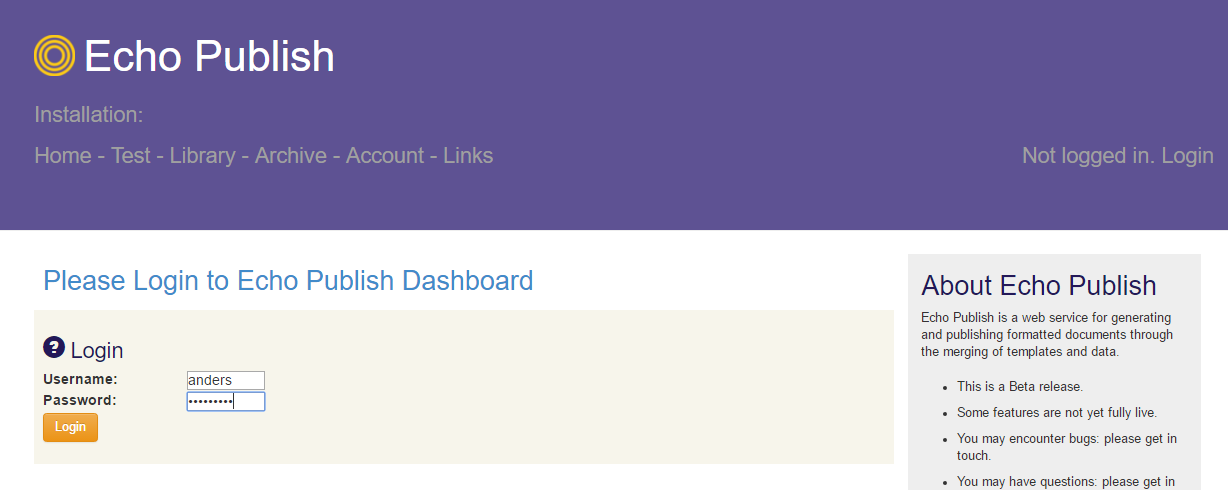 Echo Publish
Installation:
Home - Test - Library - Archive - Account - Links
Not logged in. Login
Please Login to Echo Publish Dashboard
? Login
Username: anders
Password: •••••••••
Login
About Echo Publish
Echo Publish is a web service for generating
and publishing formatted documents through
the merging of templates and data.
• This is a Beta release.
• Some features are not yet fully live.
• You may encounter bugs: please get in
touch.
• You may have questions: please get in